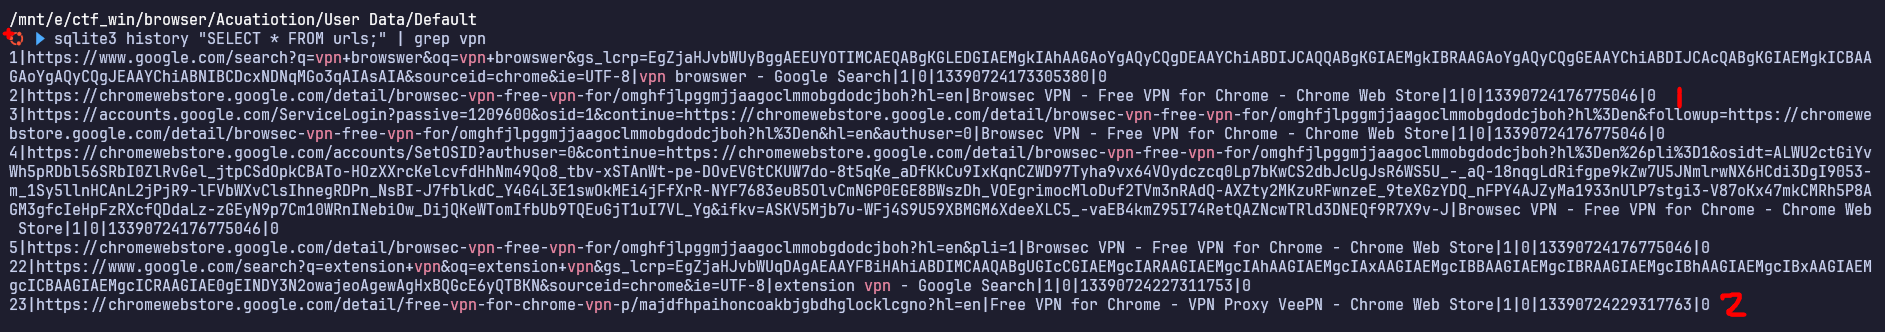 /mnt/e/ctf_win/browser/Acuatiotion/User Data/Default
sqlite3 history "SELECT * FROM urls;" | grep vpn
1|https://www.google.com/search?q=vpn+browswer&oq=vpn+browswer&gs_lcrp=EgZjaHJvbWUyBggAEEUYOTIMCAEQABgKGLEDGIAEMgkIAhAAGAoYgAQyCQgDEAAYChiABDIJCAQQABgKGIAEMgkIBRAAGAoYgAQyCQgGEAAYChiABDIJCAcQABgKGIAEMgkICBAA
GAoYgAQyCQgJEAAYChiABNIBCDcxNDNqMGo3qAIAsAIA&sourceid=chrome&ie=UTF-8|vpn browswer - Google Search|1|0|13390724173305380|0
2|https://chromewebstore.google.com/detail/browsec-vpn-free-vpn-for/omghfjlpggmjjaagoclmmobgdodcjboh?hl=en|Browsec VPN - Free VPN for Chrome - Chrome Web Store|1|0|13390724176775046|0
3|https://accounts.google.com/ServiceLogin?passive=1209600&osid=1&continue=https://chromewebstore.google.com/detail/browsec-vpn-free-vpn-for/omghfjlpggmjjaagoclmmobgdodcjboh?hl%3Den&followup=https://chromewe
bstore.google.com/detail/browsec-vpn-free-vpn-for/omghfjlpggmjjaagoclmmobgdodcjboh?hl%3Den&hl=en&authuser=0|Browsec VPN - Free VPN for Chrome - Chrome Web Store|1|0|13390724176775046|0
4|https://chromewebstore.google.com/accounts/SetOSID?authuser=0&continue=https://chromewebstore.google.com/detail/browsec-vpn-free-vpn-for/omghfjlpggmjjaagoclmmobgdodcjboh?hl%3Den%26pli%3D1&osidt=ALWU2ctGiYv
Wh5pRDbl56SRbI0ZlRvGel_jtpCSdOpkCBATo-HOzXXrcKelcvfdHhNm49Qo8_tbv-xSTAnWt-pe-DOvEVGtCKUW7do-8t5qKe_aDfKkCu9IxKqnCZWD97Tyha9vx64VOydczcq0Lp7bKwCS2dbJcUgJsR6WS5U_-_aQ-18nqgLdRifgpe9kZw7U5JNmlrwNX6HCdi3DgI9053-
m_1Sy5llnHCAnL2jPjR9-lFVbWXvClsIhnegRDPn_NsBI-J7fblkdC_Y4G4L3E1swOkMEi4jFfXrR-NYF7683euB5OlvCmNGP0EGE8BWszDh_VOEgrimocMloDuf2TVm3nRAdQ-AXZty2MKzuRFwnzeE_9teXGzYDQ_nFPY4AJZyMa1933nUlP7stgi3-V87oKx47mkCMRh5P8A
GM3gfcIeHpFzRXcfQDdaLz-zGEyN9p7Cm10WRnINebiOw_DijQKeWTomIfbUb9TQEuGjT1uI7VL_Yg&ifkv=ASKV5Mjb7u-WFj4S9U59XBMGM6XdeeXLC5_-vaEB4kmZ95I74RetQAZNcwTRld3DNEQf9R7X9v-J|Browsec VPN - Free VPN for Chrome - Chrome Web
Store|1|0|13390724176775046|0
5|https://chromewebstore.google.com/detail/browsec-vpn-free-vpn-for/omghfjlpggmjjaagoclmmobgdodcjboh?hl=en&pli=1|Browsec VPN - Free VPN for Chrome - Chrome Web Store|1|0|13390724176775046|0
22|https://www.google.com/search?q=extension+vpn&oq=extension+vpn&gs_lcrp=EgZjaHJvbWUqDAgAEAAYFBiHAhiABDIMCAAQABgUGIcCGIAEMgcIARAAGIAEMgcIAhAAGIAEMgcIAxAAGIAEMgcIBBAAGIAEMgcIBRAAGIAEMgcIBhAAGIAEMgcIBxAAGIAEM
gcICBAAGIAEMgcICRAAGIAE0gEINDY3N2owajeoAgewAgHxBQGcE6yQTBKN&sourceid=chrome&ie=UTF-8|extension vpn - Google Search|1|0|13390724227311753|0
23|https://chromewebstore.google.com/detail/free-vpn-for-chrome-vpn-p/majdfhpaihoncoakbjgbdhglocklcgno?hl=en|Free VPN for Chrome - VPN Proxy VeePN - Chrome Web Store|1|0|13390724229317763|0 2